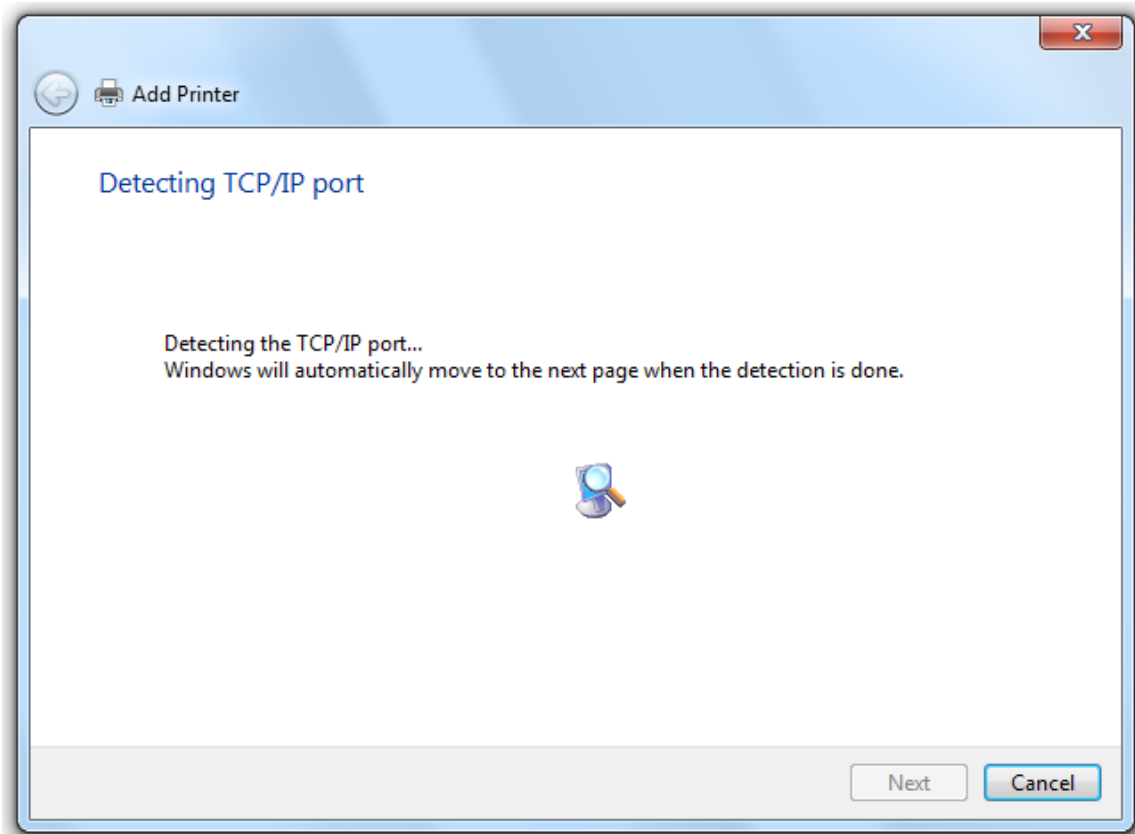 Add Printer
Detecting TCP/IP port
Detecting the TCP/IP port...
Windows will automatically move to the next page when the detection is done.
Next
Cancel